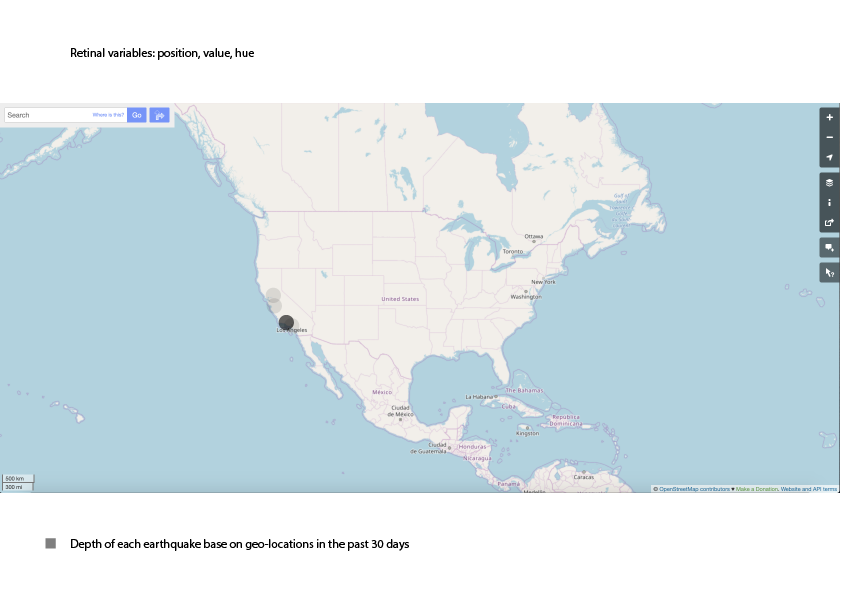 Retinal variables: position, value, hue
Search
Where is this?
Go
Gulf of
Ottawa
Toronto
New York
United States
Washington
Los Angeles
México
Ciudad
de México
La Habana
The Bahamas
Cuba
República
Dominicana
Kingston
Ciudad
de Guatemala
Honduras
Nicaragua
Caracas
Panamá
Medellín
500 km
300 mi
© OpenStreetMap contributors ♥ Make a Donation. Website and API terms
Depth of each earthquake base on geo-locations in the past 30 days